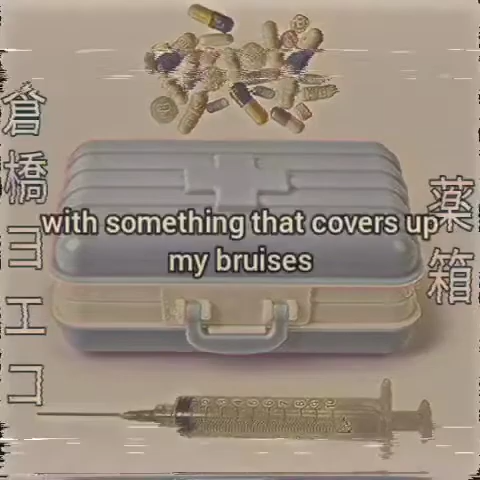 倉橋ヨエコ
薬箱
with something that covers up
my bruises